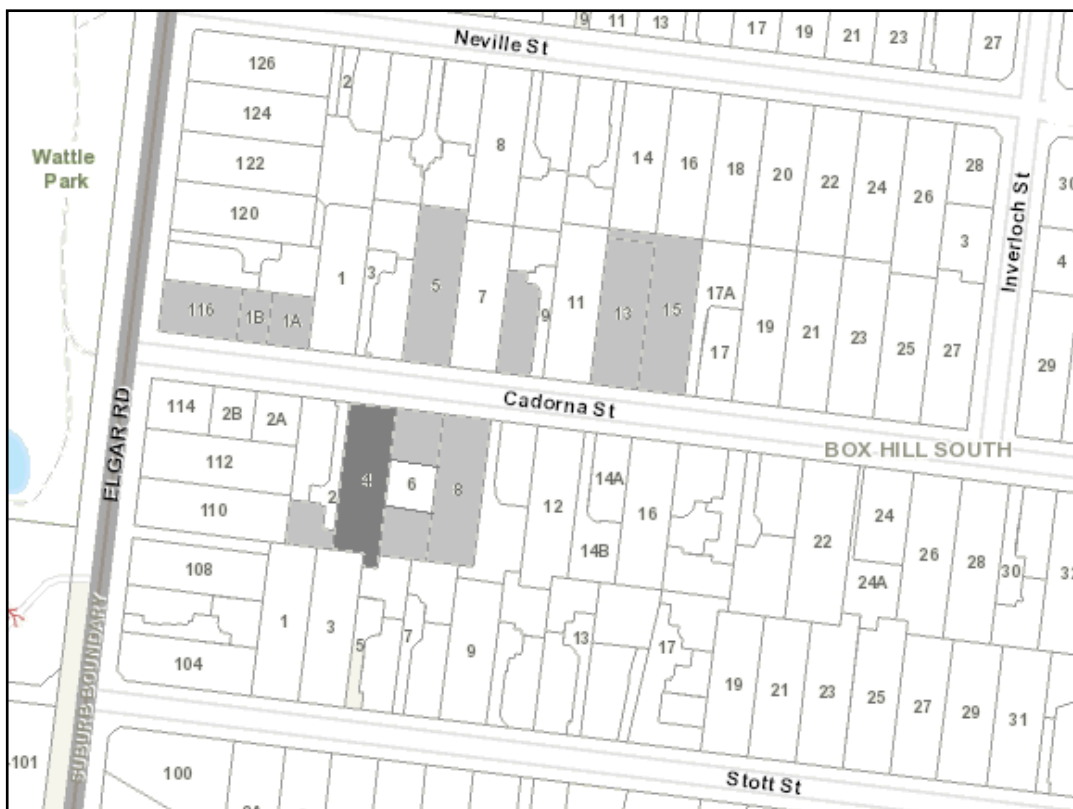 9 11 13 17 19 21 23 27
Neville St
126 2
124 8 14 16 18 20 22 24 26 28 30
Wattle
Park
122
120
1 3 5 7 9 11 13 15 17A 17 19 21 23 25 27 3 4 29
Inverloch St
116 1B 1A
Cadorna St
BOX HILL SOUTH
ELGAR RD
114 2B 2A
112
110
2 4 6 8 12 14A 14B 16 22 24 24A 26 28 30 32
108
104
1 3 5 7 9 13 17 19 21 23 25 27 29 31
SUBURB BOUNDARY
Stott St
101 100